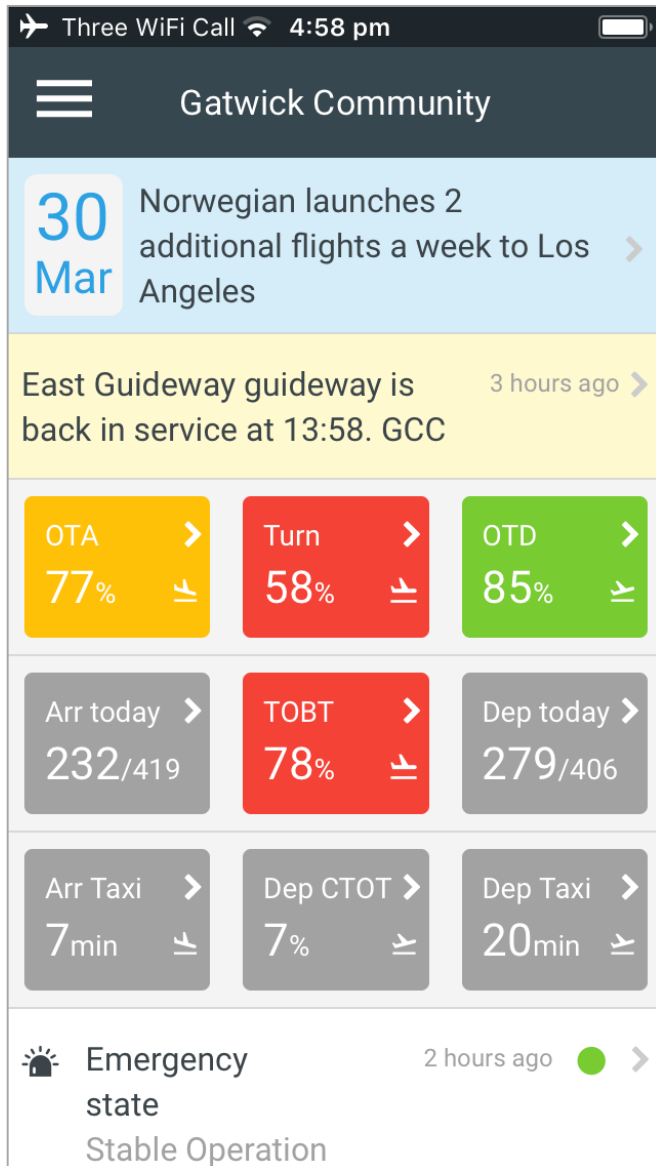 Three WiFi Call 4:58 pm
Gatwick Community
30
Mar
Norwegian launches 2
additional flights a week to Los
Angeles
East Guideway guideway is
back in service at 13:58. GCC
3 hours ago
OTA
77%
Turn
58%
OTD
85%
Arr today
232/419
TOBT
78%
Dep today
279/406
Arr Taxi
7min
Dep CTOT
7%
Dep Taxi
20min
Emergency
state
Stable Operation
2 hours ago